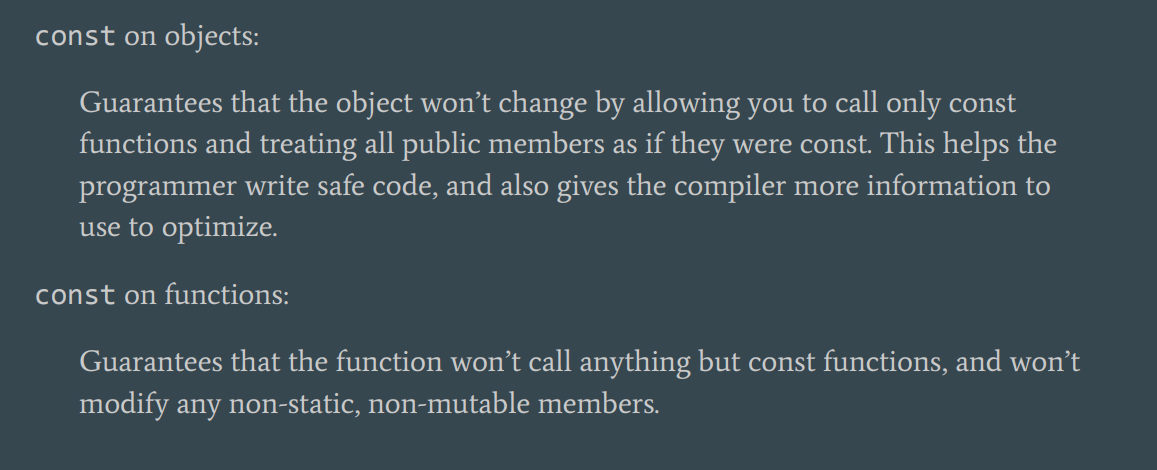 const on objects:
Guarantees that the object won’t change by allowing you to call only const
functions and treating all public members as if they were const. This helps the
programmer write safe code, and also gives the compiler more information to
use to optimize.
const on functions:
Guarantees that the function won’t call anything but const functions, and won’t
modify any non-static, non-mutable members.